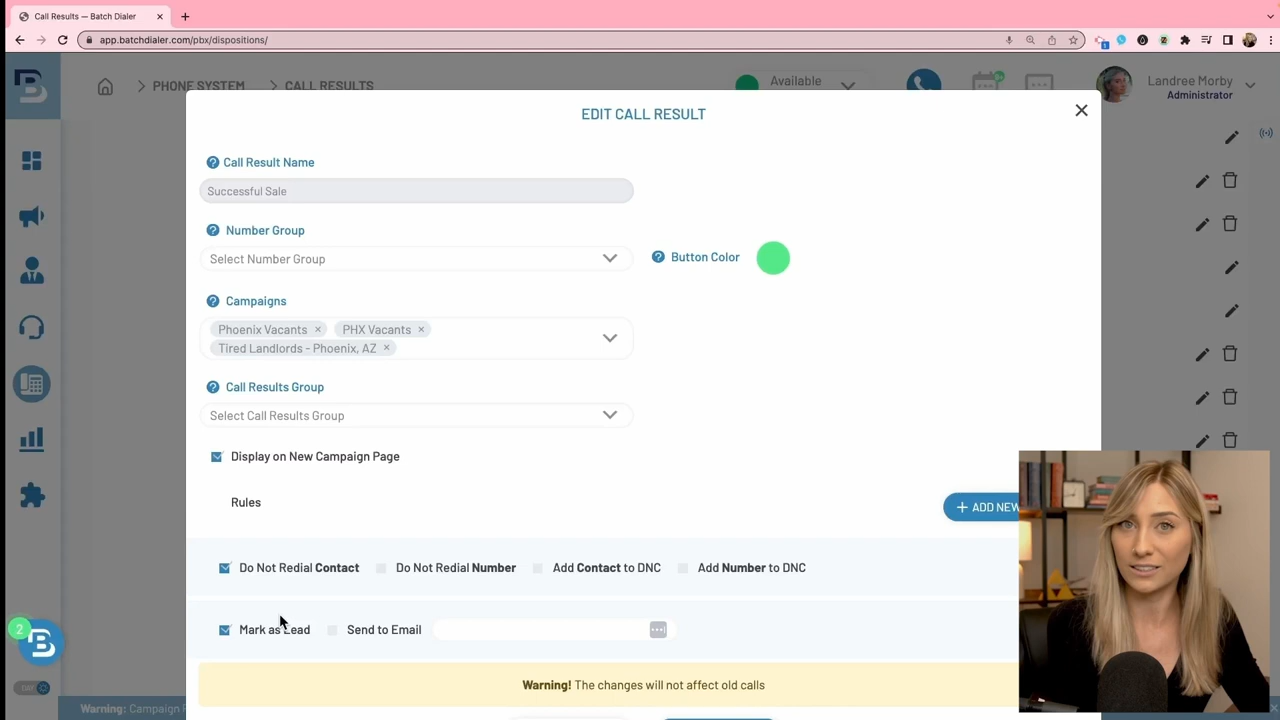 Call Results — Batch Dialer
app.batchdialer.com/pbx/dispositions/
PHONE SYSTEM
CALL RESULTS
Available
Landree Morby
Administrator
EDIT CALL RESULT
Call Result Name
Successful Sale
Number Group
Select Number Group
Button Color
Campaigns
Phoenix Vacants × PHX Vacants ×
Tired Landlords - Phoenix, AZ ×
Call Results Group
Select Call Results Group
Display on New Campaign Page
Rules
+ ADD NEW
Do Not Redial Contact Do Not Redial Number Add Contact to DNC Add Number to DNC
Mark as Lead Send to Email
2
Warning! The changes will not affect old calls
Warning: Campaign